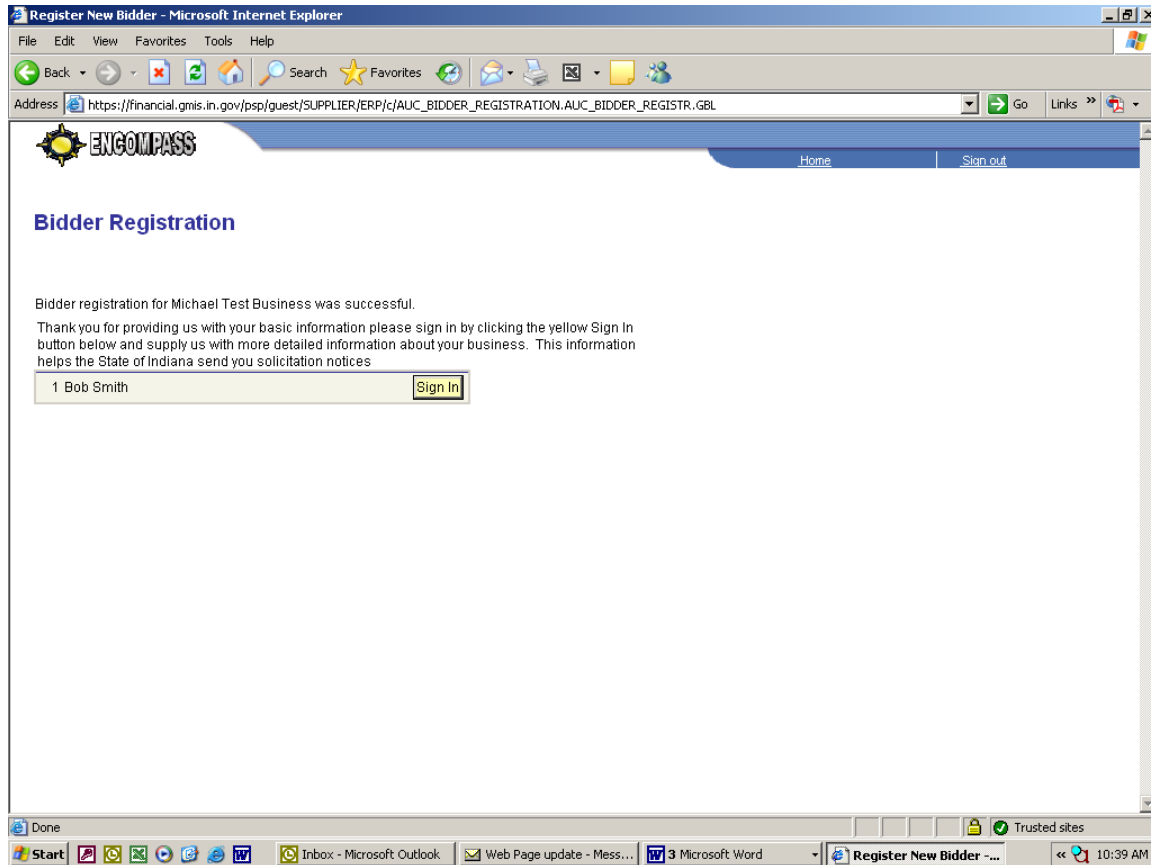 Register New Bidder - Microsoft Internet Explorer
File Edit View Favorites Tools Help
Back Search Favorites
Address https://financial.gmis.in.gov/psp/guest/SUPPLIER/ERP/c/AUC_BIDDER_REGISTRATION.AUC_BIDDER_REGISTR.GBL Go Links »
ENCOMPASS
Home Sign out
Bidder Registration
Bidder registration for Michael Test Business was successful.
Thank you for providing us with your basic information please sign in by clicking the yellow Sign In
button below and supply us with more detailed information about your business. This information
helps the State of Indiana send you solicitation notices
1 Bob Smith Sign In
Done Trusted sites
Start Inbox - Microsoft Outlook Web Page update - Mess... 3 Microsoft Word Register New Bidder -... « 10:39 AM